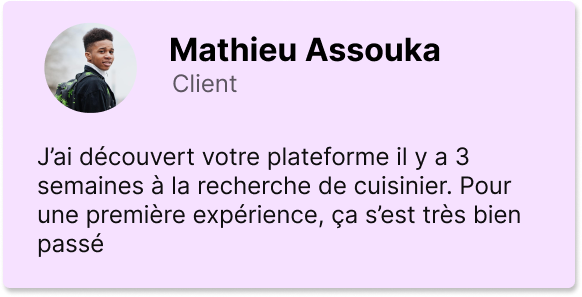 Mathieu Assouka
Client
J’ai découvert votre plateforme il y a 3
semaines à la recherche de cuisinier. Pour
une première expérience, ça s’est très bien
passé